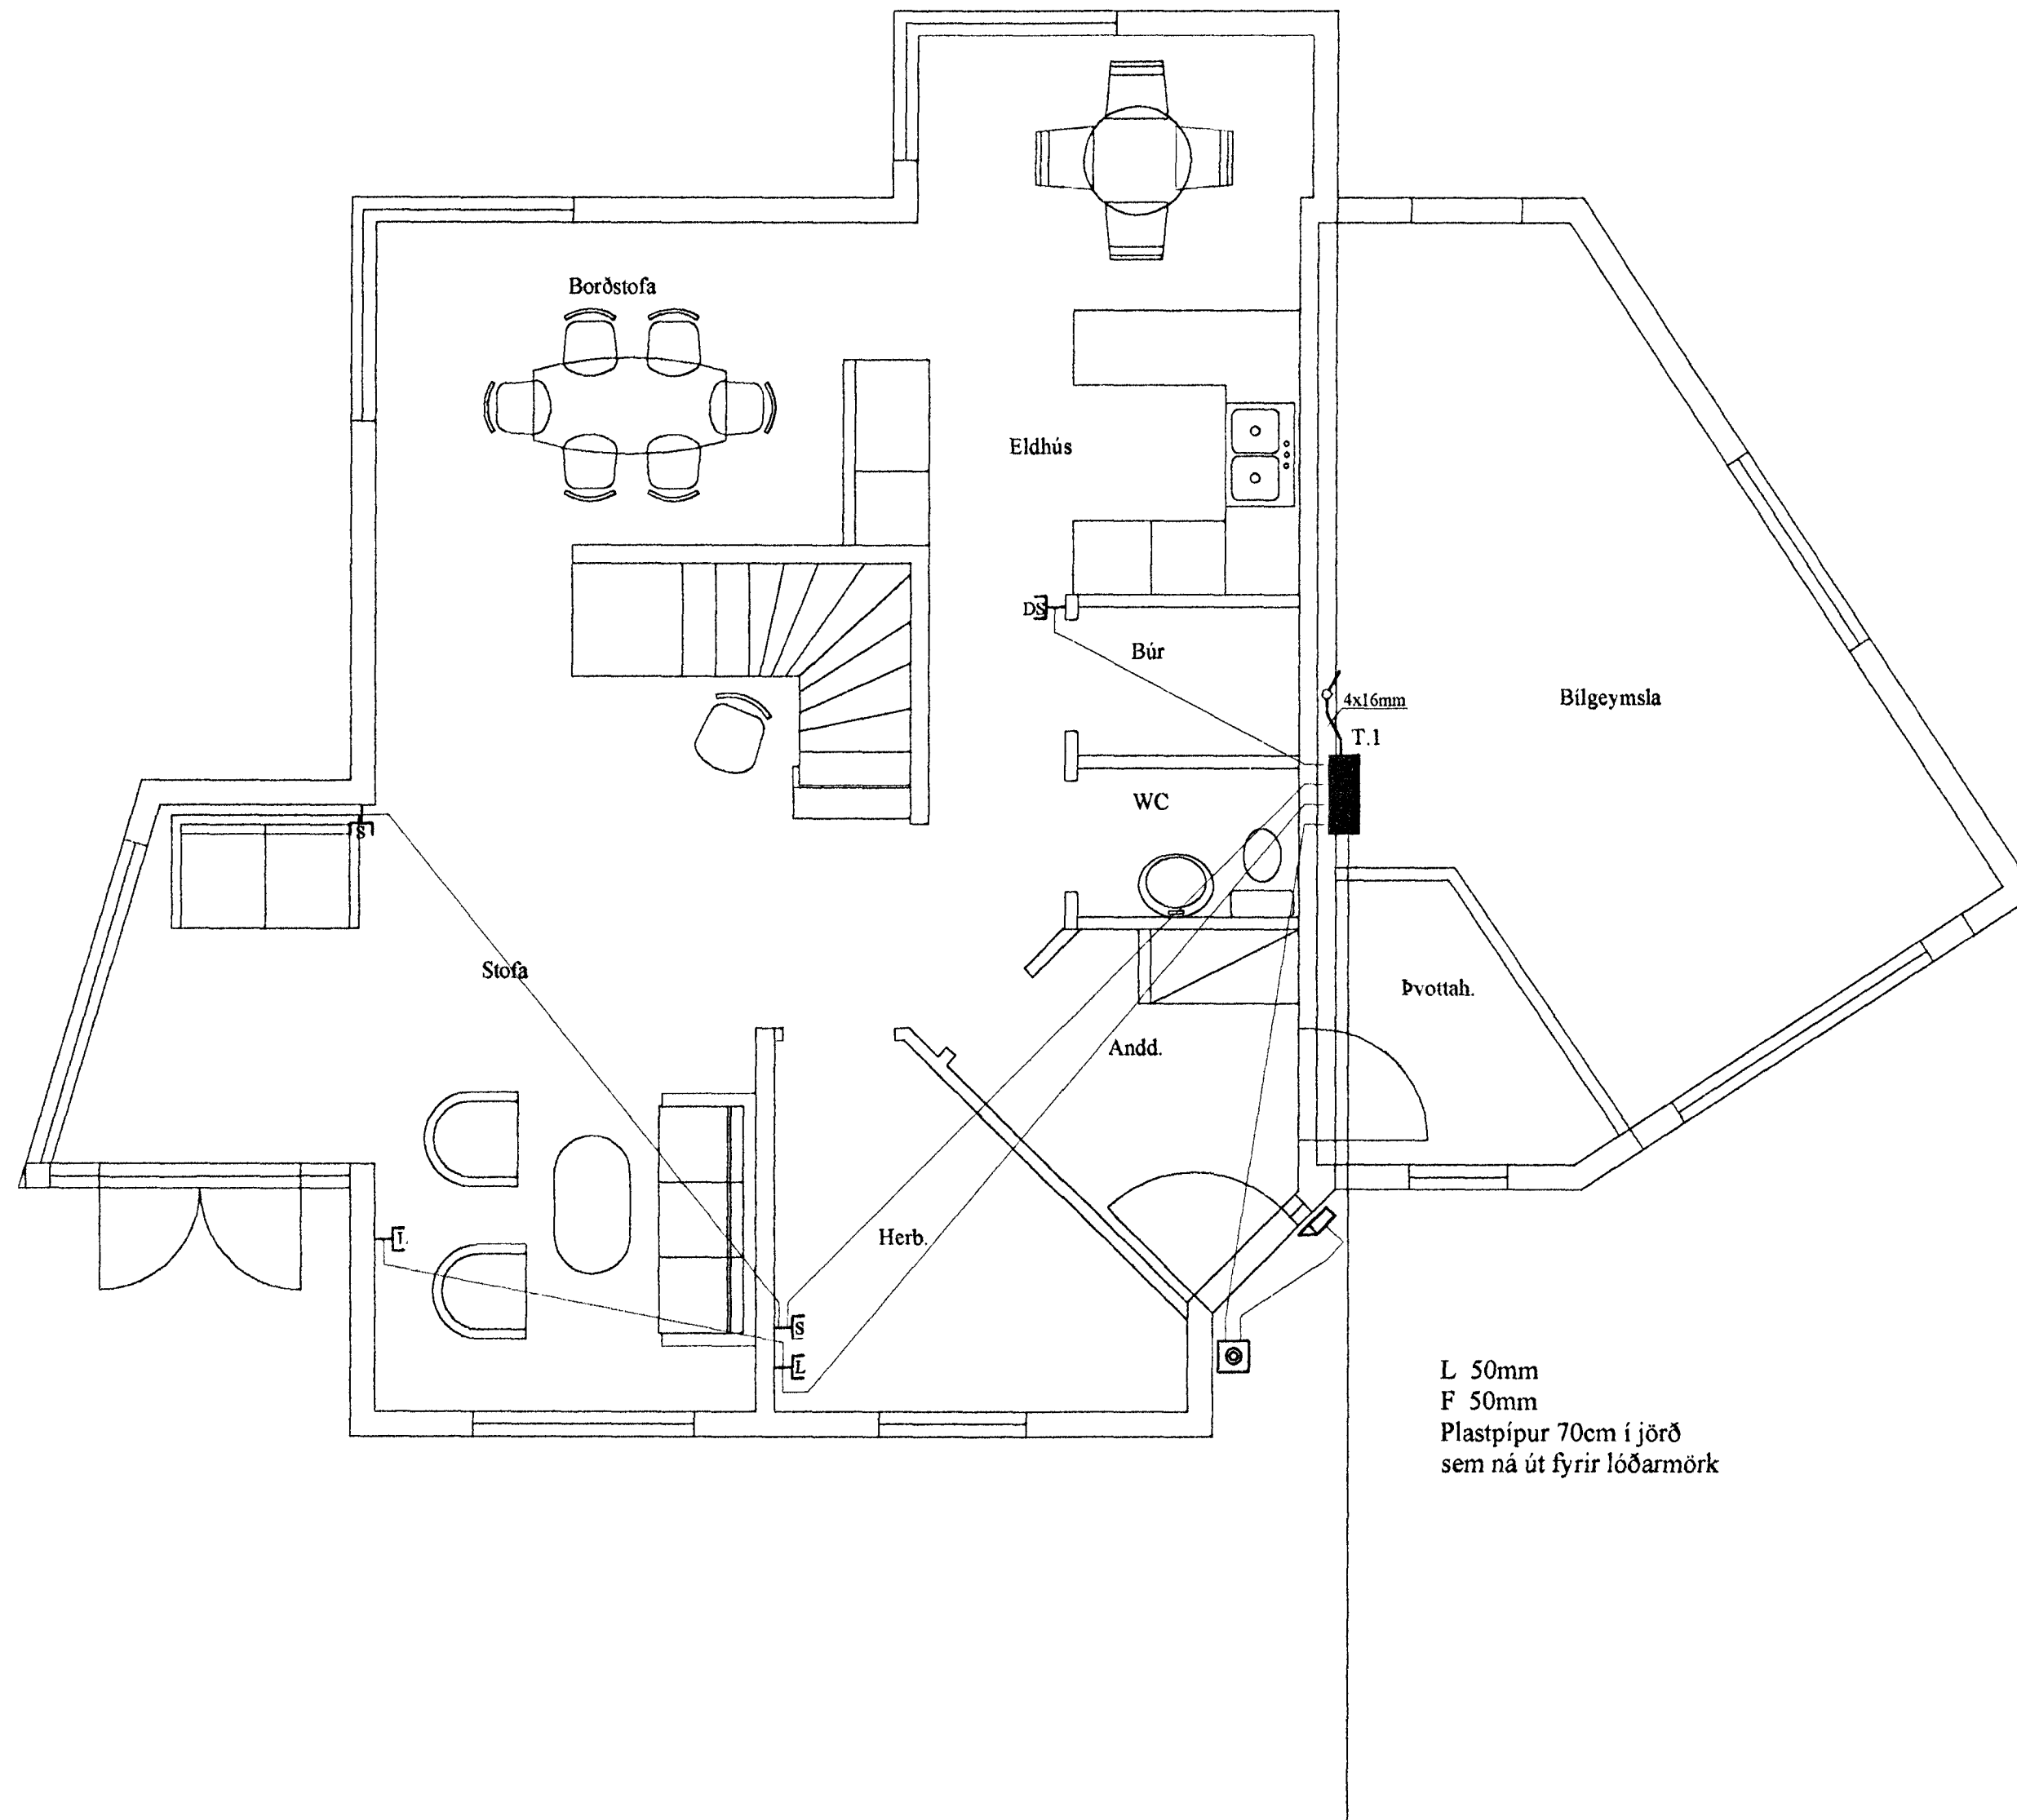 Borðstofa
Eldhús
DS
Búr
4x16mm
T.1
Bílgeymsla
WC
S
Stofa
Þvottah.
Andd.
L
Herb.
S
L
L 50mm
F 50mm
Plastpípur 70cm í jörð
sem ná út fyrir lóðarmörk